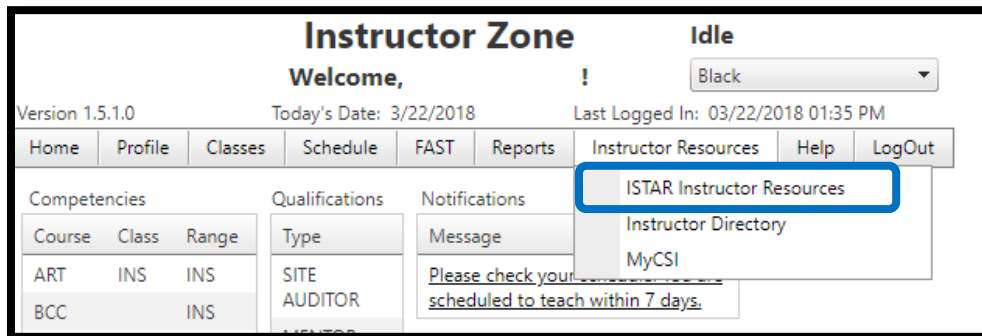 Instructor Zone
Idle
Welcome, !
Black
Version 1.5.1.0 Today's Date: 3/22/2018 Last Logged In: 03/22/2018 01:35 PM
Home Profile Classes Schedule FAST Reports Instructor Resources Help LogOut
ISTAR Instructor Resources
Instructor Directory
MyCSI
Competencies
Course Class Range
ART INS INS
BCC INS
Qualifications
Type
SITE
AUDITOR
Notifications
Message
Please check your
scheduled to teach within 7 days.